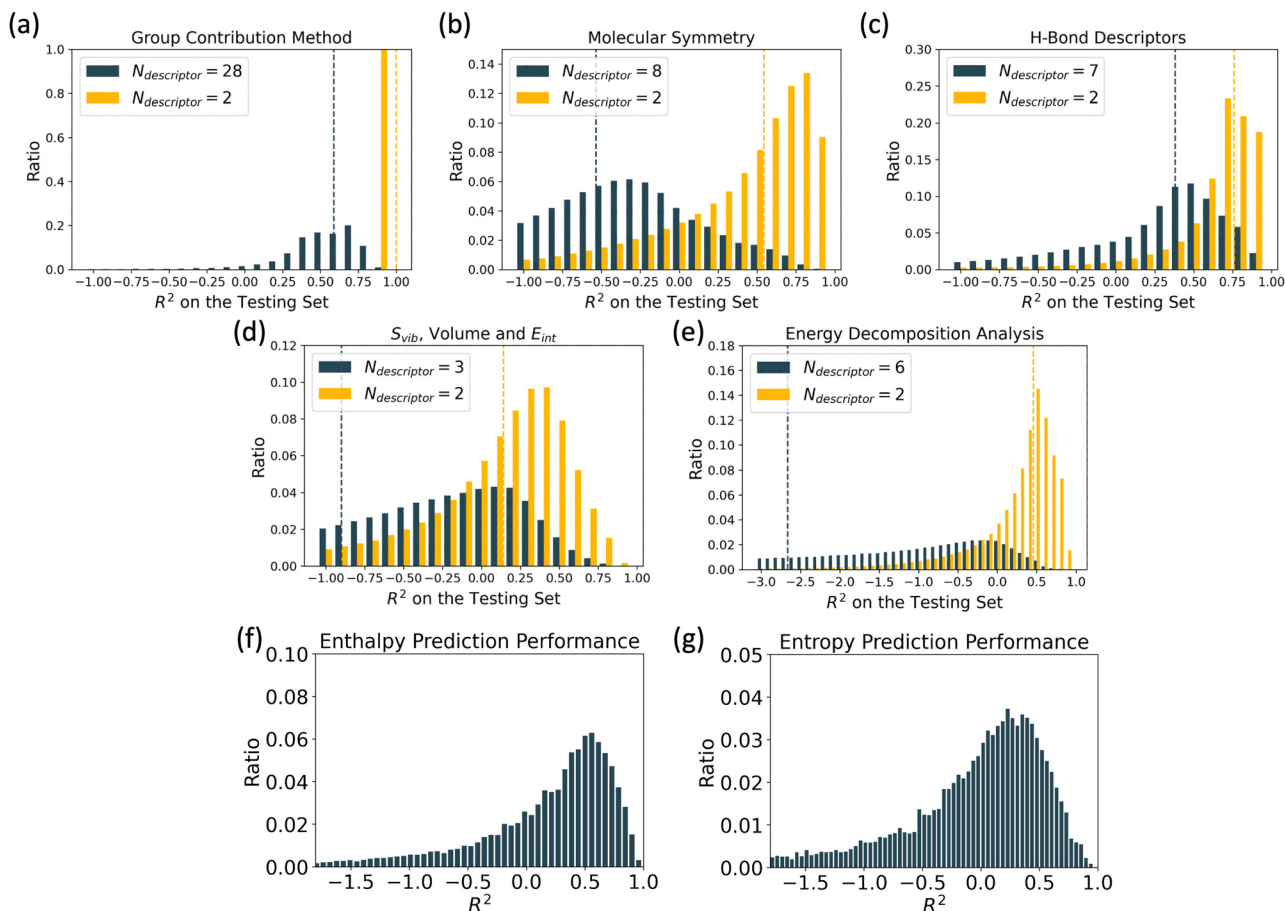 (a)
Group Contribution Method
1.0
0.8
0.6
0.4
0.2
0.0
Ratio
N_descriptor = 28
N_descriptor = 2
−1.00 −0.75 −0.50 −0.25 0.00 0.25 0.50 0.75 1.00
R² on the Testing Set
(b)
Molecular Symmetry
0.14
0.12
0.10
0.08
0.06
0.04
0.02
0.00
Ratio
N_descriptor = 8
N_descriptor = 2
−1.00 −0.75 −0.50 −0.25 0.00 0.25 0.50 0.75 1.00
R² on the Testing Set
(c)
H-Bond Descriptors
0.30
0.25
0.20
0.15
0.10
0.05
0.00
Ratio
N_descriptor = 7
N_descriptor = 2
−1.00 −0.75 −0.50 −0.25 0.00 0.25 0.50 0.75 1.00
R² on the Testing Set
(d)
S_vib, Volume and E_int
0.12
0.10
0.08
0.06
0.04
0.02
0.00
Ratio
N_descriptor = 3
N_descriptor = 2
−1.00 −0.75 −0.50 −0.25 0.00 0.25 0.50 0.75 1.00
R² on the Testing Set
(e)
Energy Decomposition Analysis
0.18
0.16
0.14
0.12
0.10
0.08
0.06
0.04
0.02
0.00
Ratio
N_descriptor = 6
N_descriptor = 2
−3.0 −2.5 −2.0 −1.5 −1.0 −0.5 0.0 0.5 1.0
R² on the Testing Set
(f)
Enthalpy Prediction Performance
0.10
0.08
0.06
0.04
0.02
0.00
Ratio
−1.5 −1.0 −0.5 0.0 0.5 1.0
R²
(g)
Entropy Prediction Performance
0.05
0.04
0.03
0.02
0.01
0.00
Ratio
−1.5 −1.0 −0.5 0.0 0.5 1.0
R²